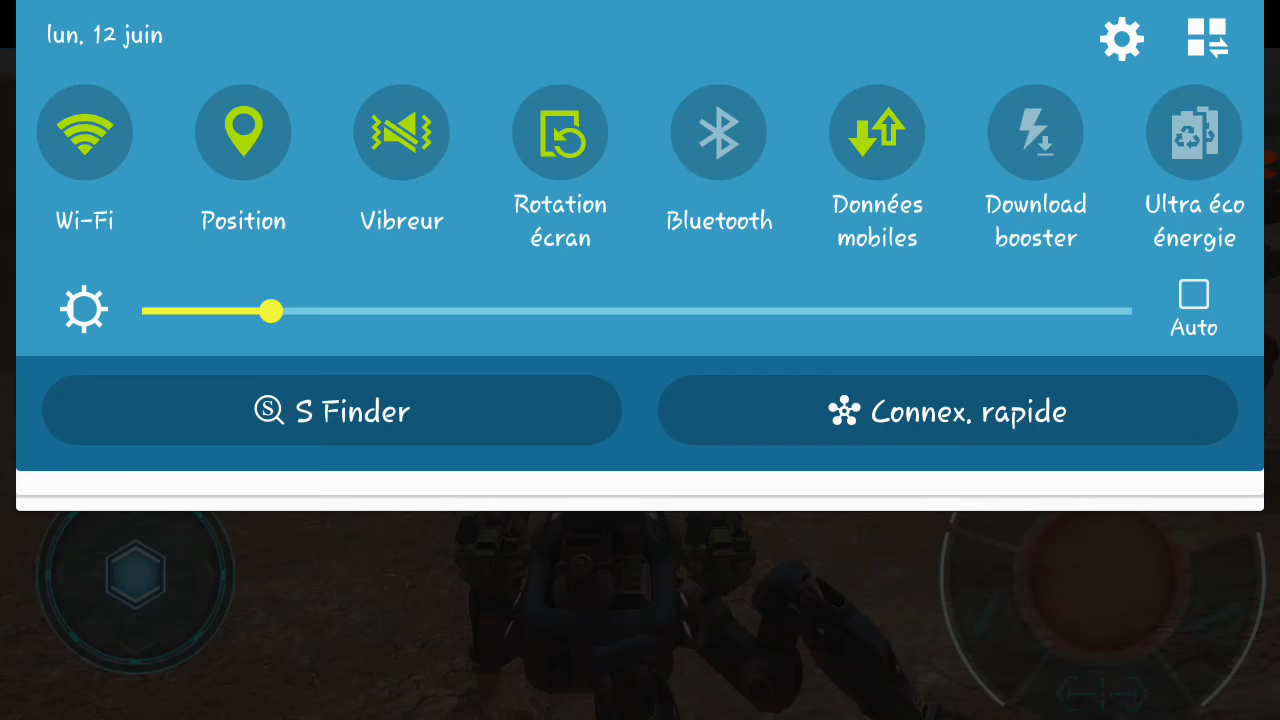 lun. 12 juin
Wi-Fi
Position
Vibreur
Rotation
écran
Bluetooth
Données
mobiles
Download
booster
Ultra éco
énergie
Auto
S Finder
Connex. rapide